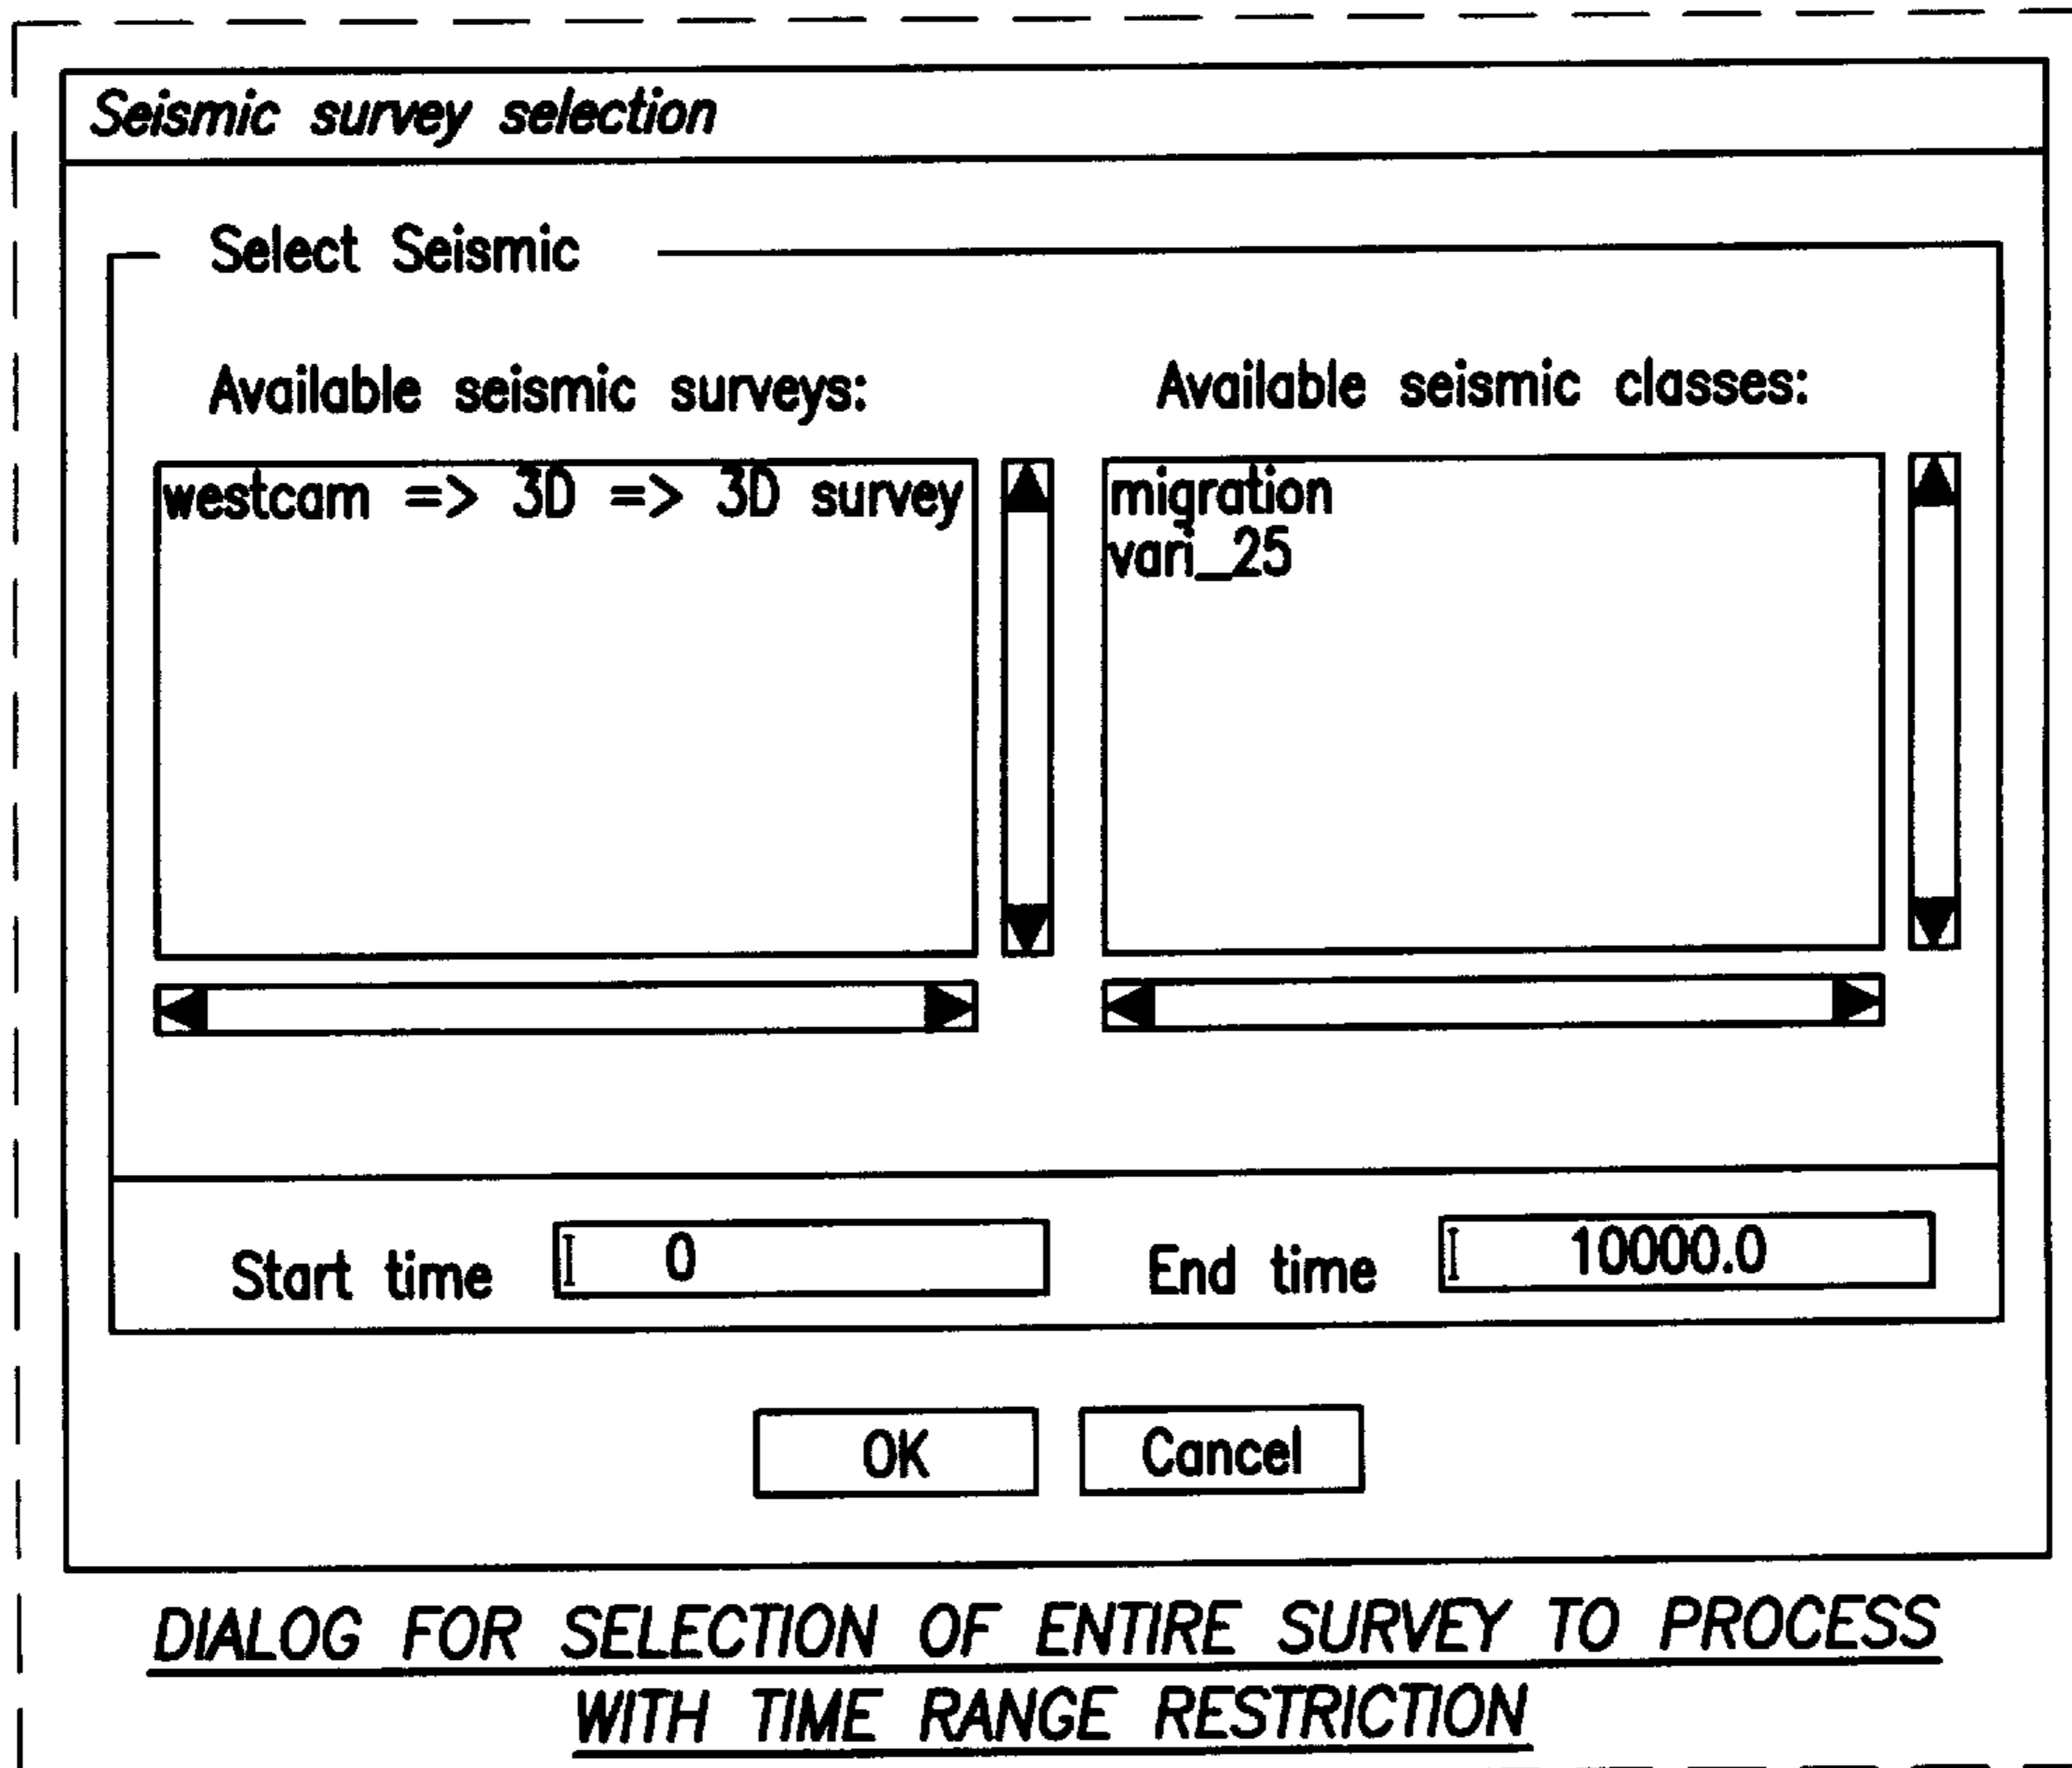 Seismic survey selection
Select Seismic
Available seismic surveys:
Available seismic classes:
westcam => 3D => 3D survey
migration
vari_25
Start time 0 End time 10000.0
OK Cancel
DIALOG FOR SELECTION OF ENTIRE SURVEY TO PROCESS
WITH TIME RANGE RESTRICTION